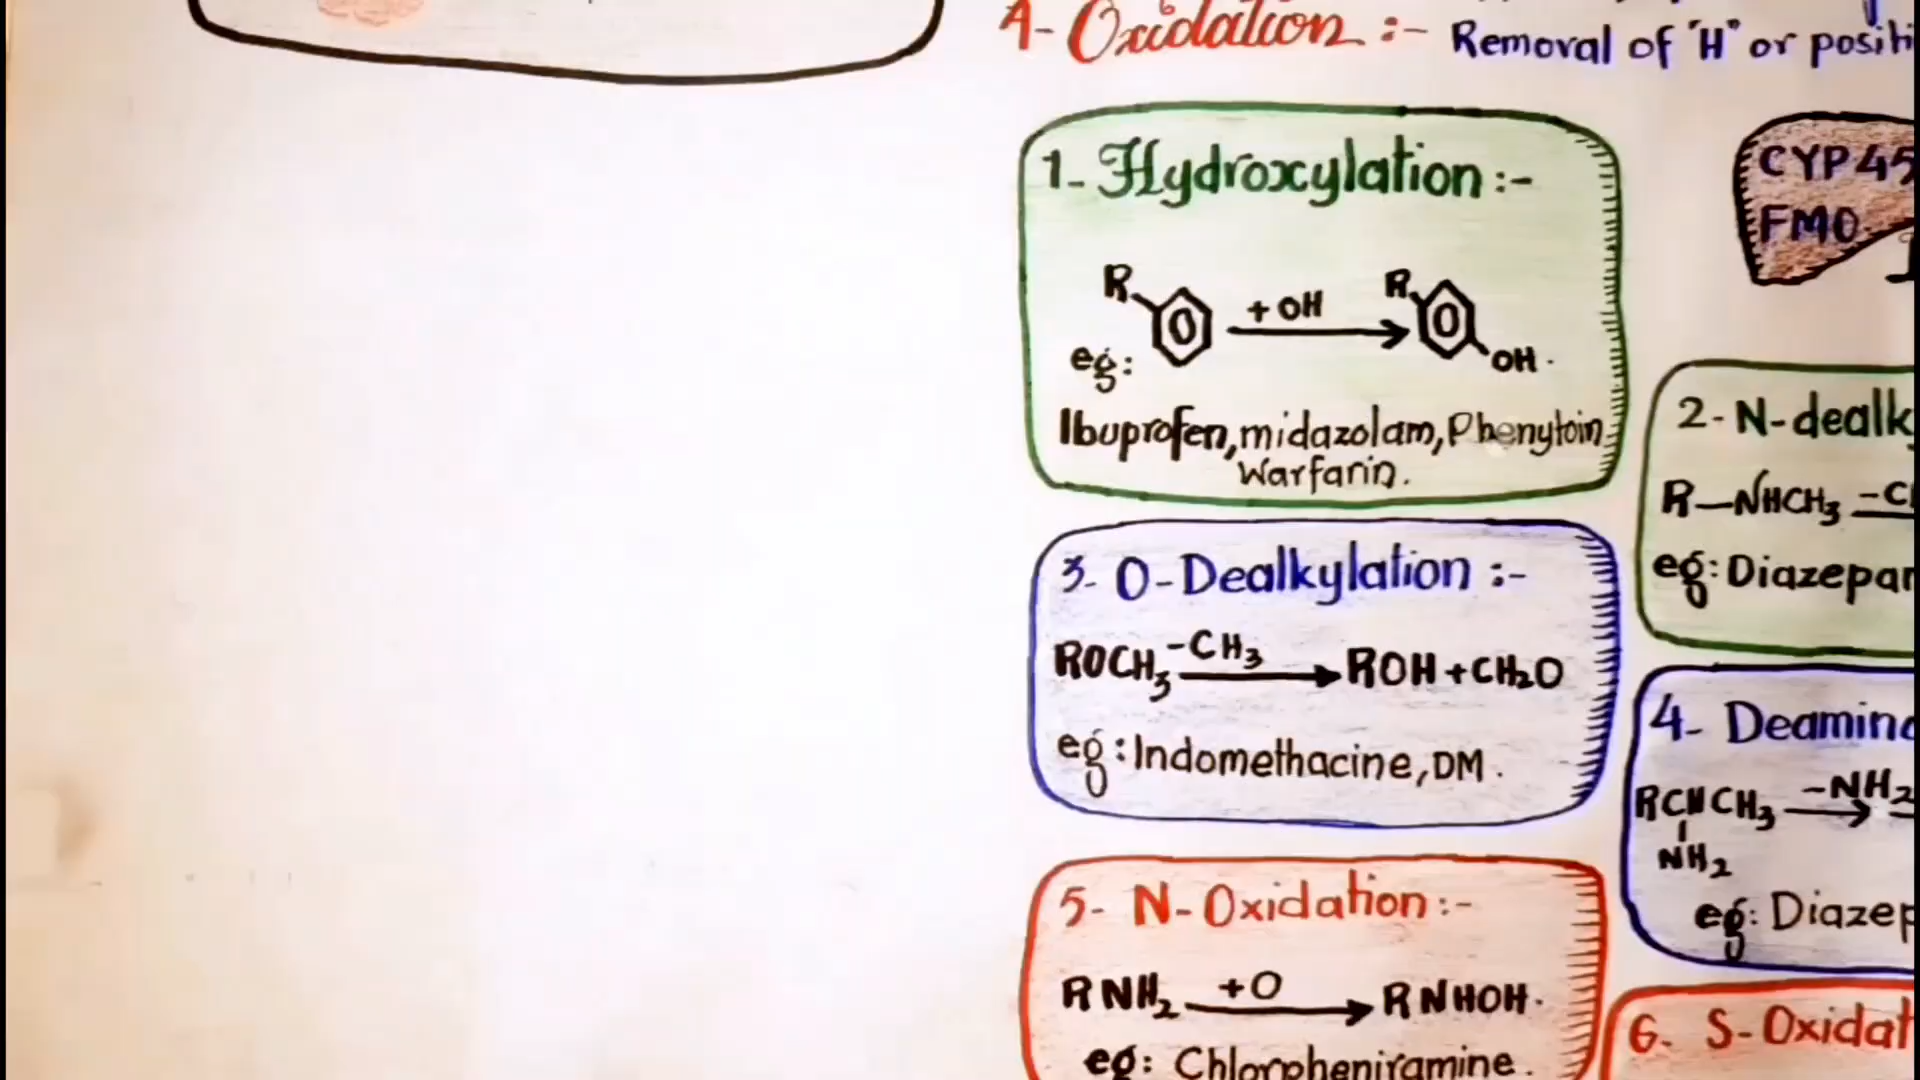 A- Oxidation :- Removal of "H" or positi
1- Hydroxylation :-
R + OH R
OH.
eg:
Ibuprofen, midazolam, Phenytoin
Warfarin.
CYP45
FMO
2- N-dealk
R—NHCH3 -C
eg: Diazepam
3- O-Dealkylation :-
ROCH3 -CH3 ROH + CH2O
eg: Indomethacine, DM.
4- Deamina
RCHCH3 -NH2
NH2
eg: Diazep
5- N-Oxidation :-
RNH2 +O RNHOH.
eg: Chlorpheniramine.
6. S-Oxidat